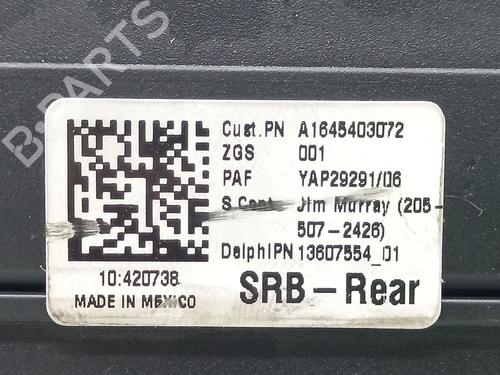 B-PARTS
Cust.PN A1645403072
ZGS 001
PAF YAP29291/06
S.Cont. Jim Murray (205-
507-2426)
DelphiPN 13607554_01
10:420738
MADE IN MEXICO
SRB-Rear